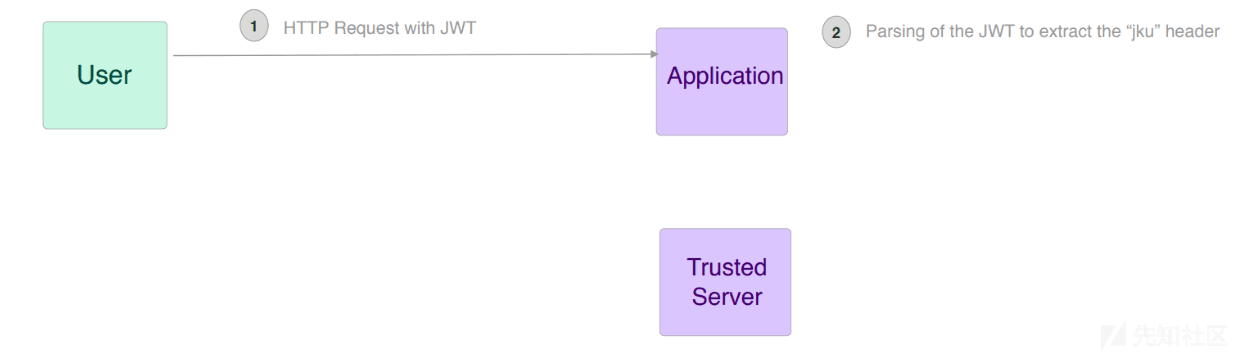 1 HTTP Request with JWT
2 Parsing of the JWT to extract the “jku” header
User
Application
Trusted
Server
先知社区